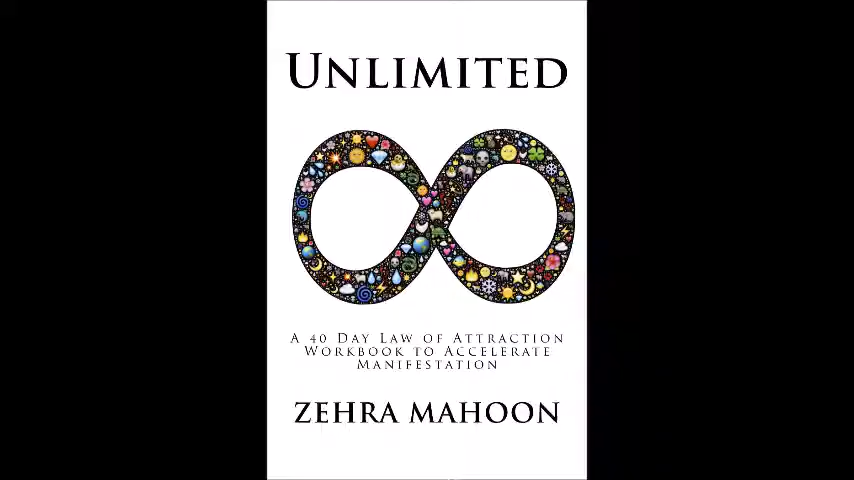 Unlimited
A 40 Day Law of Attraction
Workbook to Accelerate
Manifestation
ZEHRA MAHOON